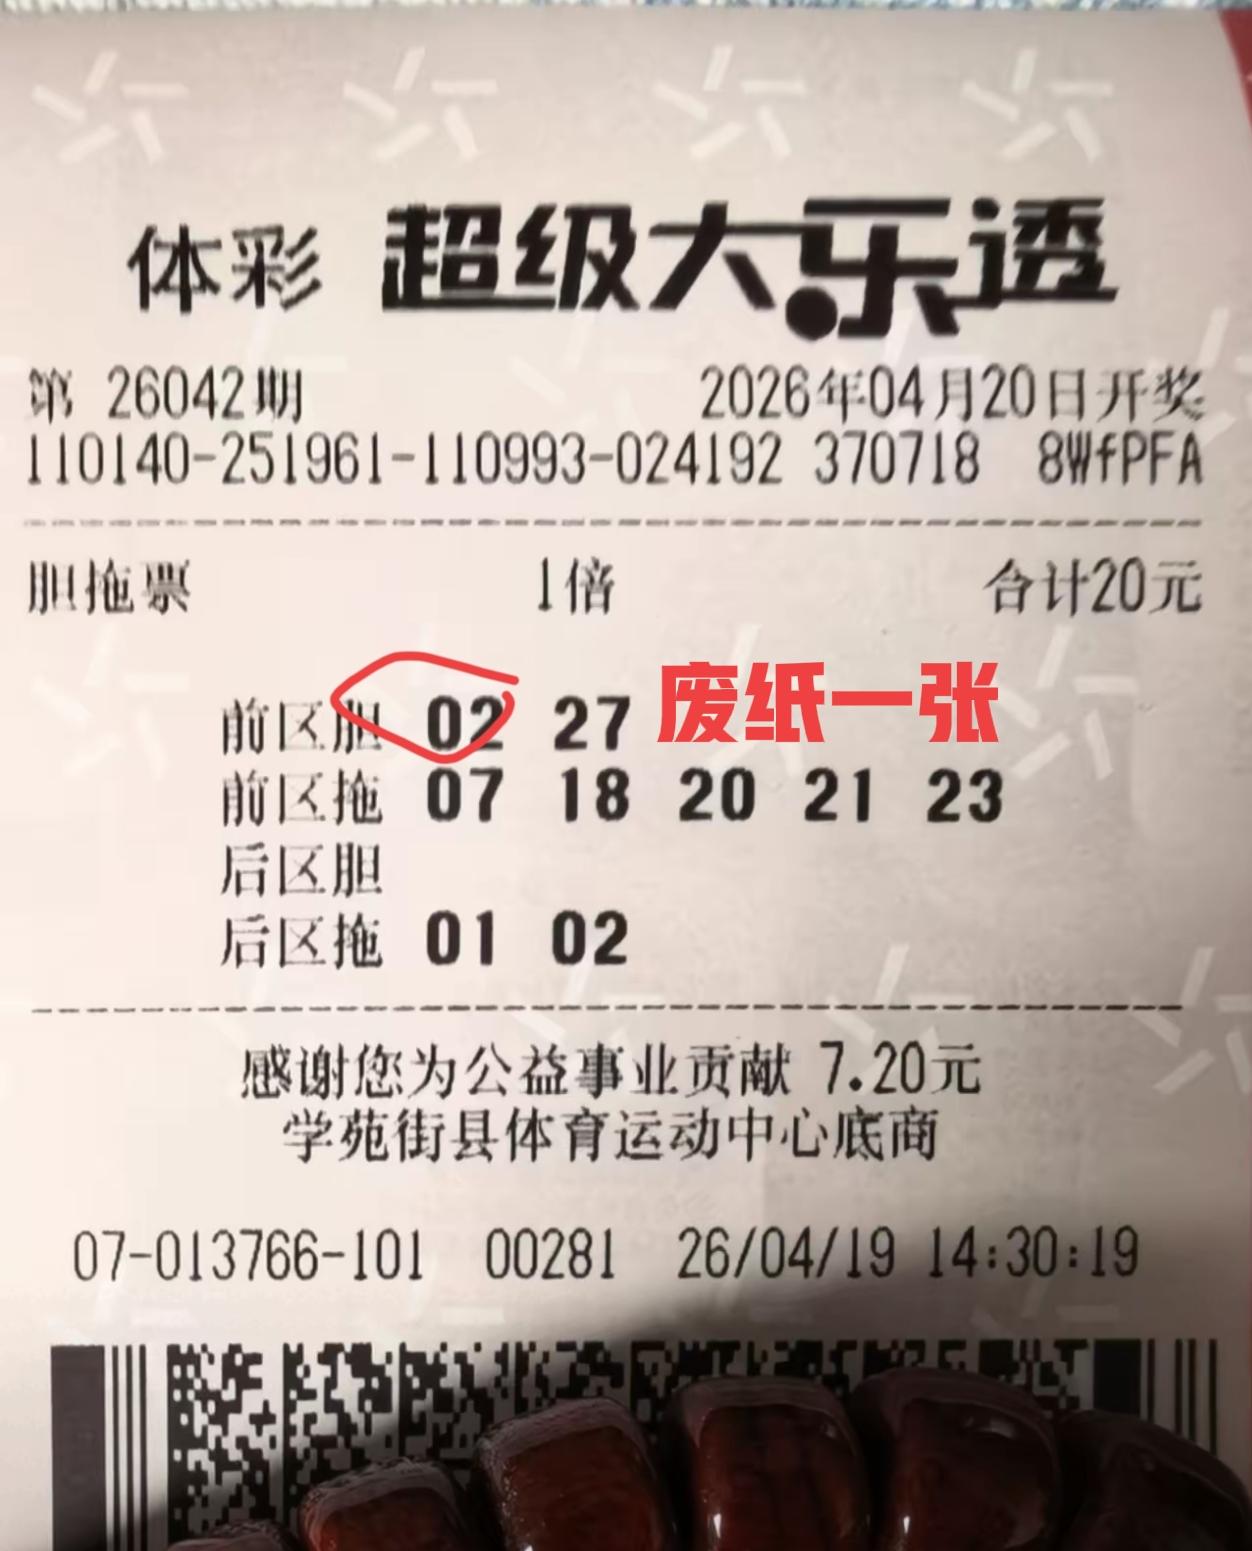 体彩 超级大乐透
第 26042期 2026年04月20日开奖
110140-251961-110993-024192 370718 8WfPFA
胆拖票 1倍 合计20元
前区胆 02 27 废纸一张
前区拖 07 18 20 21 23
后区胆
后区拖 01 02
感谢您为公益事业贡献 7.20元
学苑街县体育运动中心底商
07-013766-101 00281 26/04/19 14:30:19